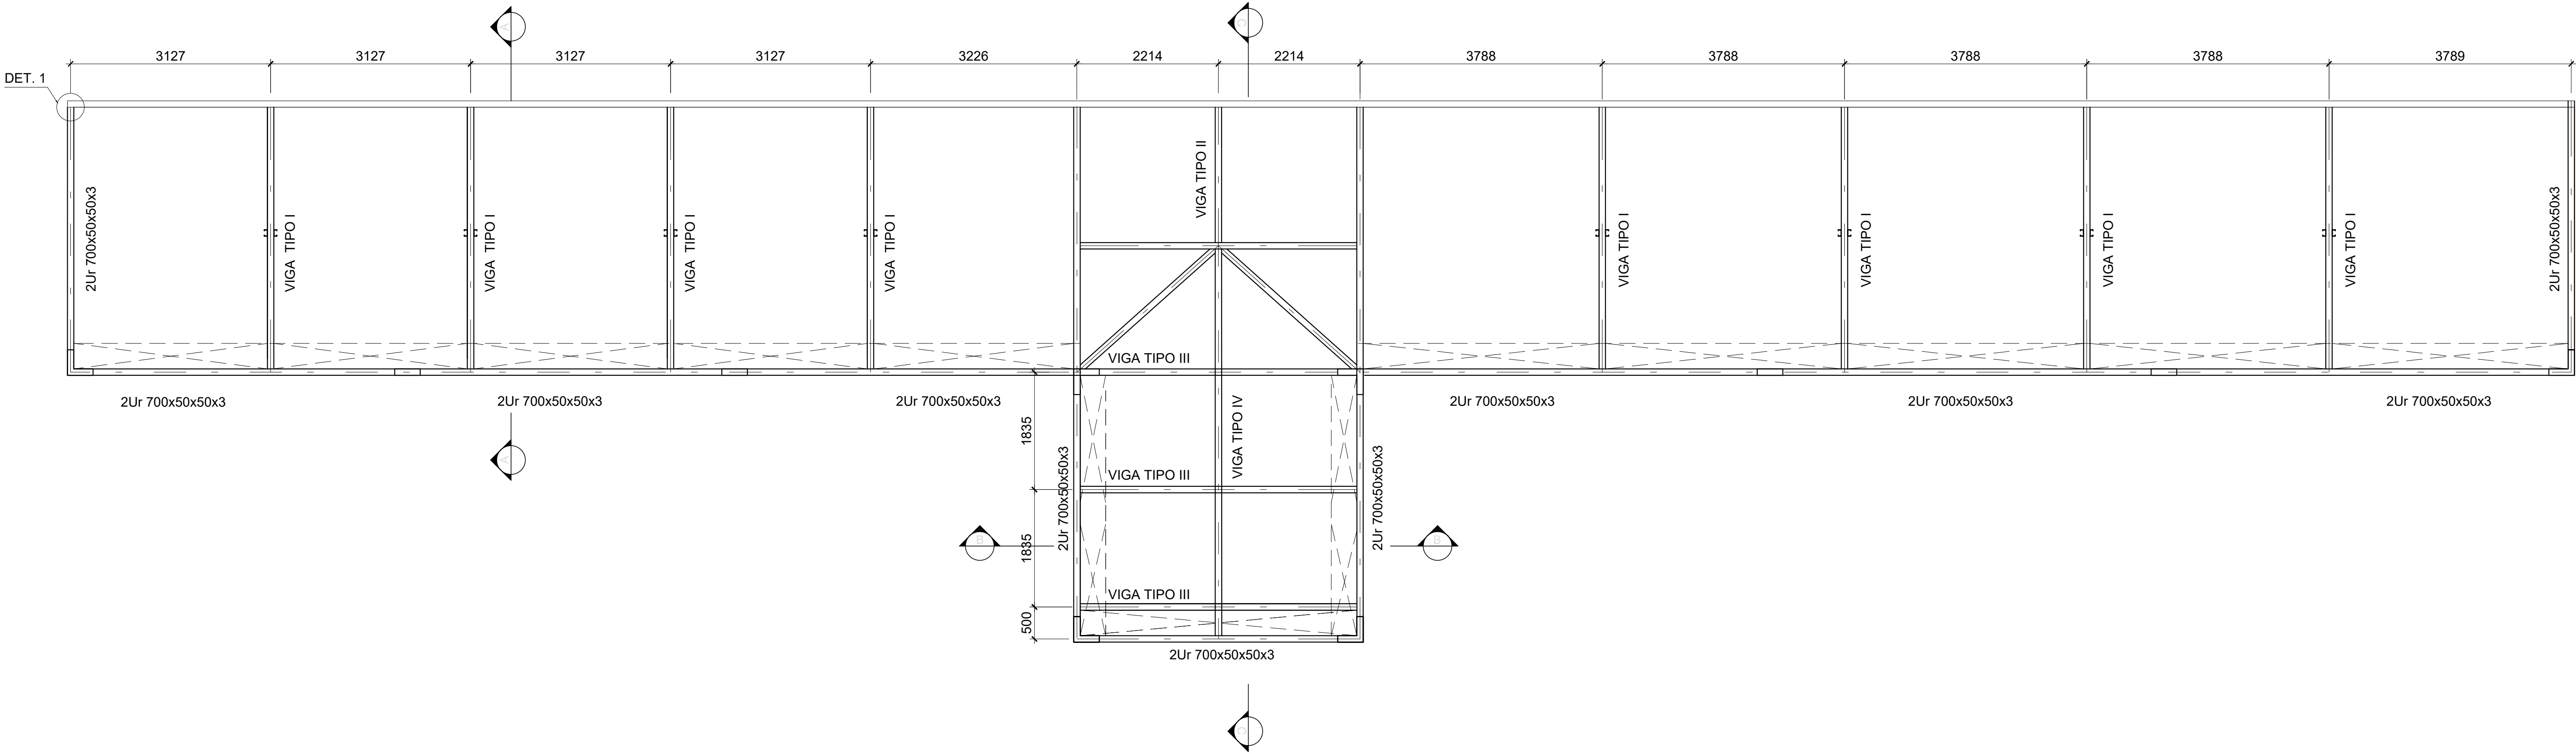 A
C
3127
3127
3127
3127
3226
2214
2214
3788
3788
3788
3788
3789
DET. 1
2Ur 700x50x50x3
VIGA TIPO I
VIGA TIPO I
VIGA TIPO I
VIGA TIPO I
VIGA TIPO II
VIGA TIPO I
VIGA TIPO I
VIGA TIPO I
VIGA TIPO I
2Ur 700x50x50x3
VIGA TIPO III
2Ur 700x50x50x3
2Ur 700x50x50x3
2Ur 700x50x50x3
2Ur 700x50x50x3
2Ur 700x50x50x3
2Ur 700x50x50x3
A
1835
VIGA TIPO IV
VIGA TIPO III
2Ur 700x50x50x3
2Ur 700x50x50x3
B
1835
B
VIGA TIPO III
500
2Ur 700x50x50x3
C